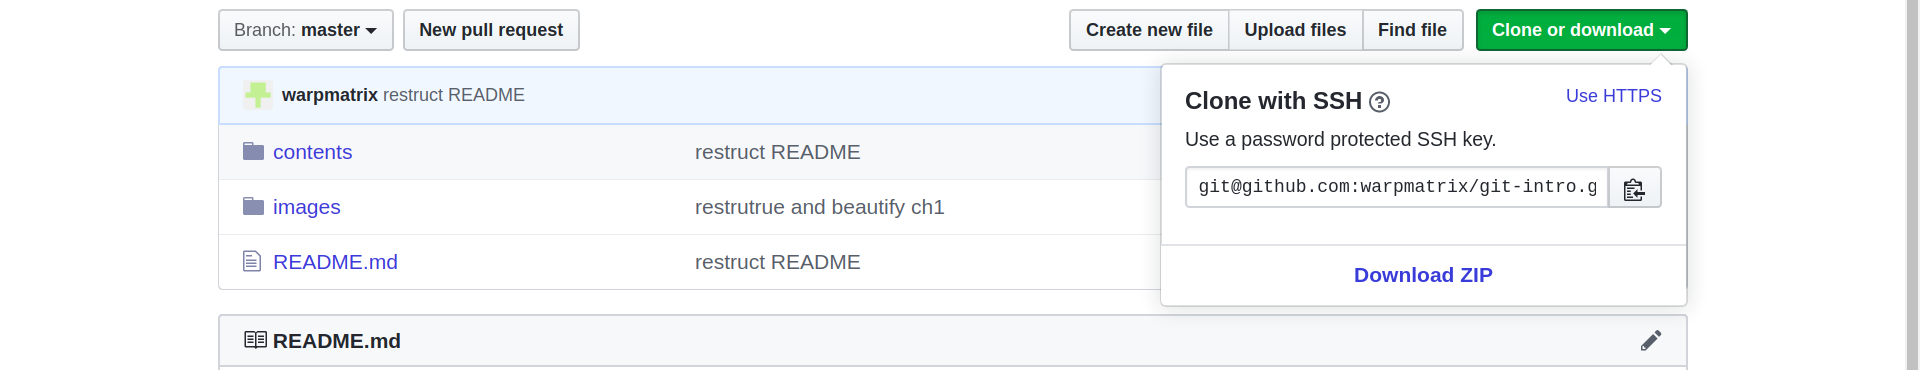 Branch: master
New pull request
Create new file
Upload files
Find file
Clone or download
warpmatrix restruct README
contents
restruct README
images
restrutrue and beautify ch1
README.md
restruct README
Clone with SSH ?
Use HTTPS
Use a password protected SSH key.
git@github.com:warpmatrix/git-intro.g
Download ZIP
README.md